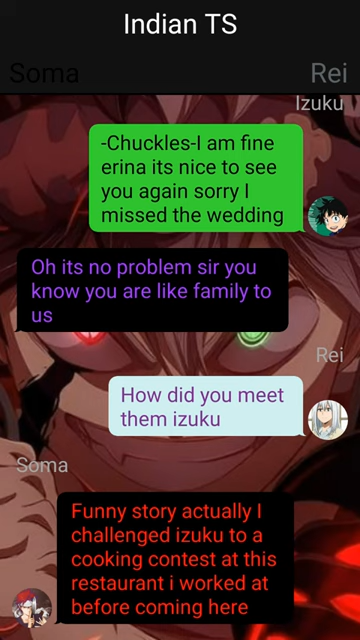 Indian TS
Soma
Rei
Izuku
-Chuckles-I am fine
erina its nice to see
you again sorry I
missed the wedding
Oh its no problem sir you
know you are like family to
us
Rei
How did you meet
them izuku
Soma
Funny story actually I
challenged izuku to a
cooking contest at this
restaurant i worked at
before coming here